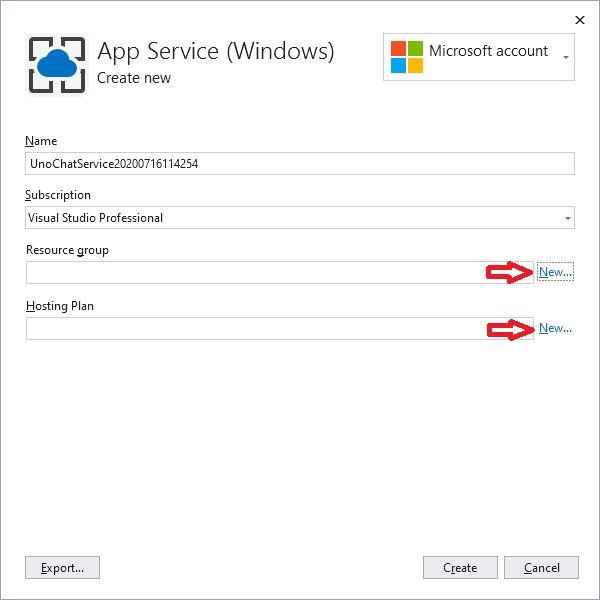 App Service (Windows)
Create new
Microsoft account
Name
UnoChatService20200716114254
Subscription
Visual Studio Professional
Resource group
New...
Hosting Plan
New...
Export...
Create
Cancel